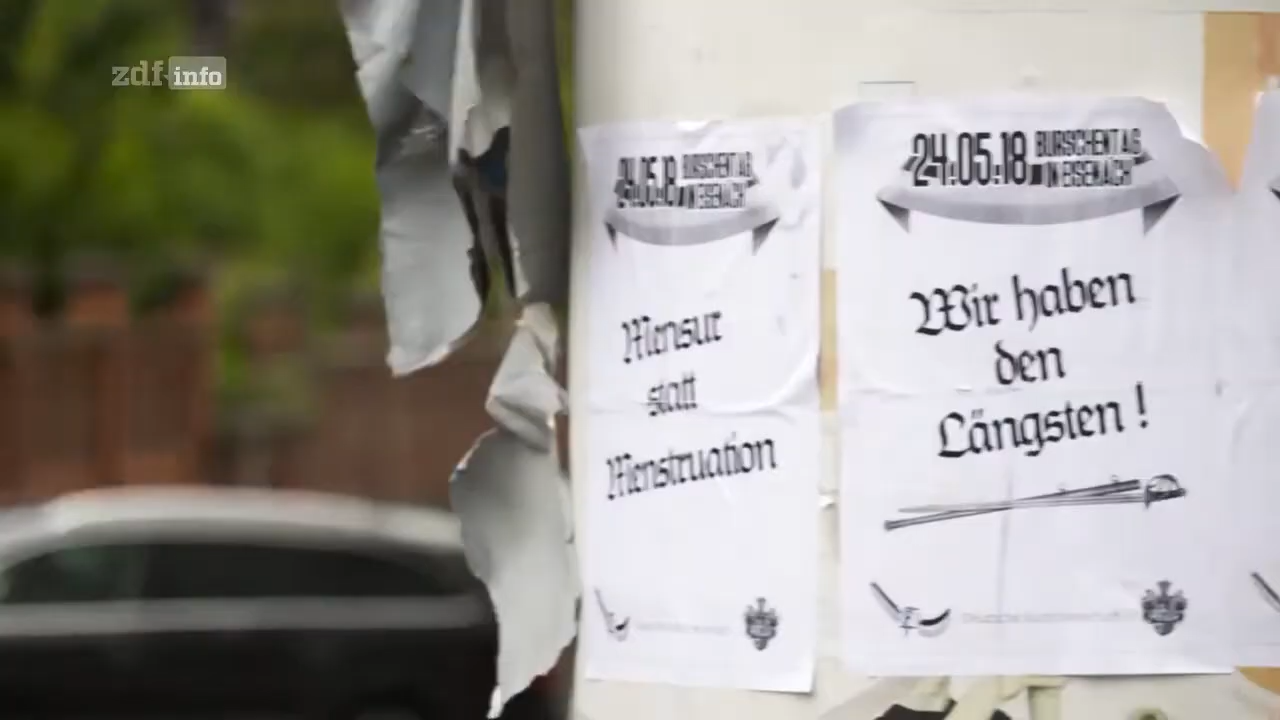 zdf info
24.05.18 BURSCHENTAG
IN EISENACH
Mensur
statt
Menstruation
24.05.18 BURSCHENTAG
IN EISENACH
Wir haben
den
Längsten !